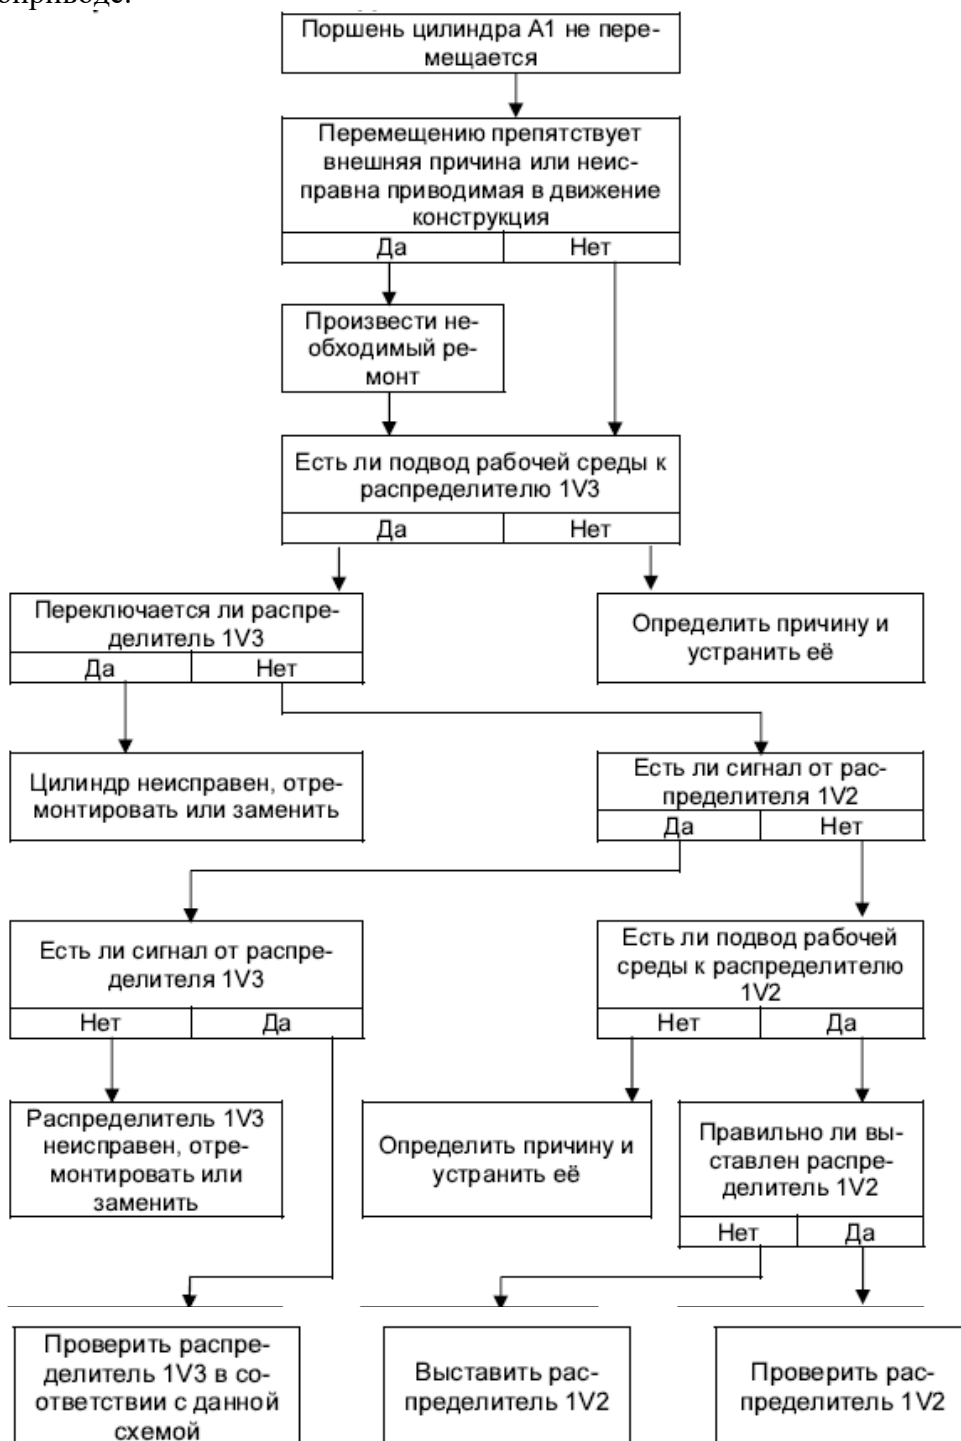 оприводе.
Поршень цилиндра А1 не пере-
мещается
Перемещению препятствует
внешняя причина или неис-
правна приводимая в движение
конструкция
Да
Нет
Произвести не-
обходимый ре-
монт
Есть ли подвод рабочей среды к
распределителю 1V3
Да
Нет
Переключается ли распре-
делитель 1V3
Да
Нет
Определить причину и
устранить её
Цилиндр неисправен, отре-
монтировать или заменить
Есть ли сигнал от рас-
пределителя 1V2
Да
Нет
Есть ли сигнал от распре-
делителя 1V3
Нет
Да
Есть ли подвод рабочей
среды к распределителю
1V2
Нет
Да
Распределитель 1V3
неисправен, отре-
монтировать или
заменить
Определить причину и
устранить её
Правильно ли вы-
ставлен распре-
делитель 1V2
Нет
Да
Проверить распре-
делитель 1V3 в со-
ответствии с данной
схемой
Выставить рас-
пределитель 1V2
Проверить рас-
пределитель 1V2